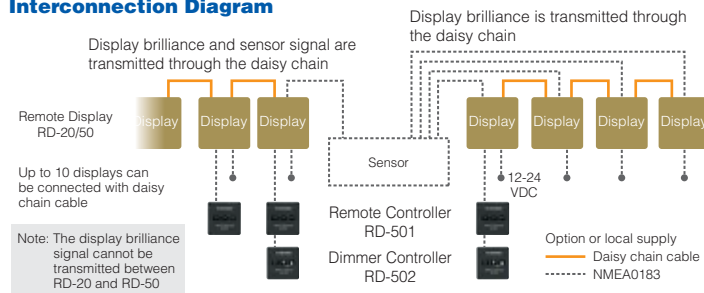 Interconnection Diagram
Display brilliance is transmitted through
the daisy chain
Display brilliance and sensor signal are
transmitted through the daisy chain
Remote Display
RD-20/50
Display
Display
Display
Display
Display
Display
Display
Sensor
Up to 10 displays can
be connected with daisy
chain cable
12-24
VDC
Remote Controller
RD-501
Dimmer Controller
RD-502
Note: The display brilliance
signal cannot be
transmitted between
RD-20 and RD-50
Option or local supply
Daisy chain cable
NMEA0183